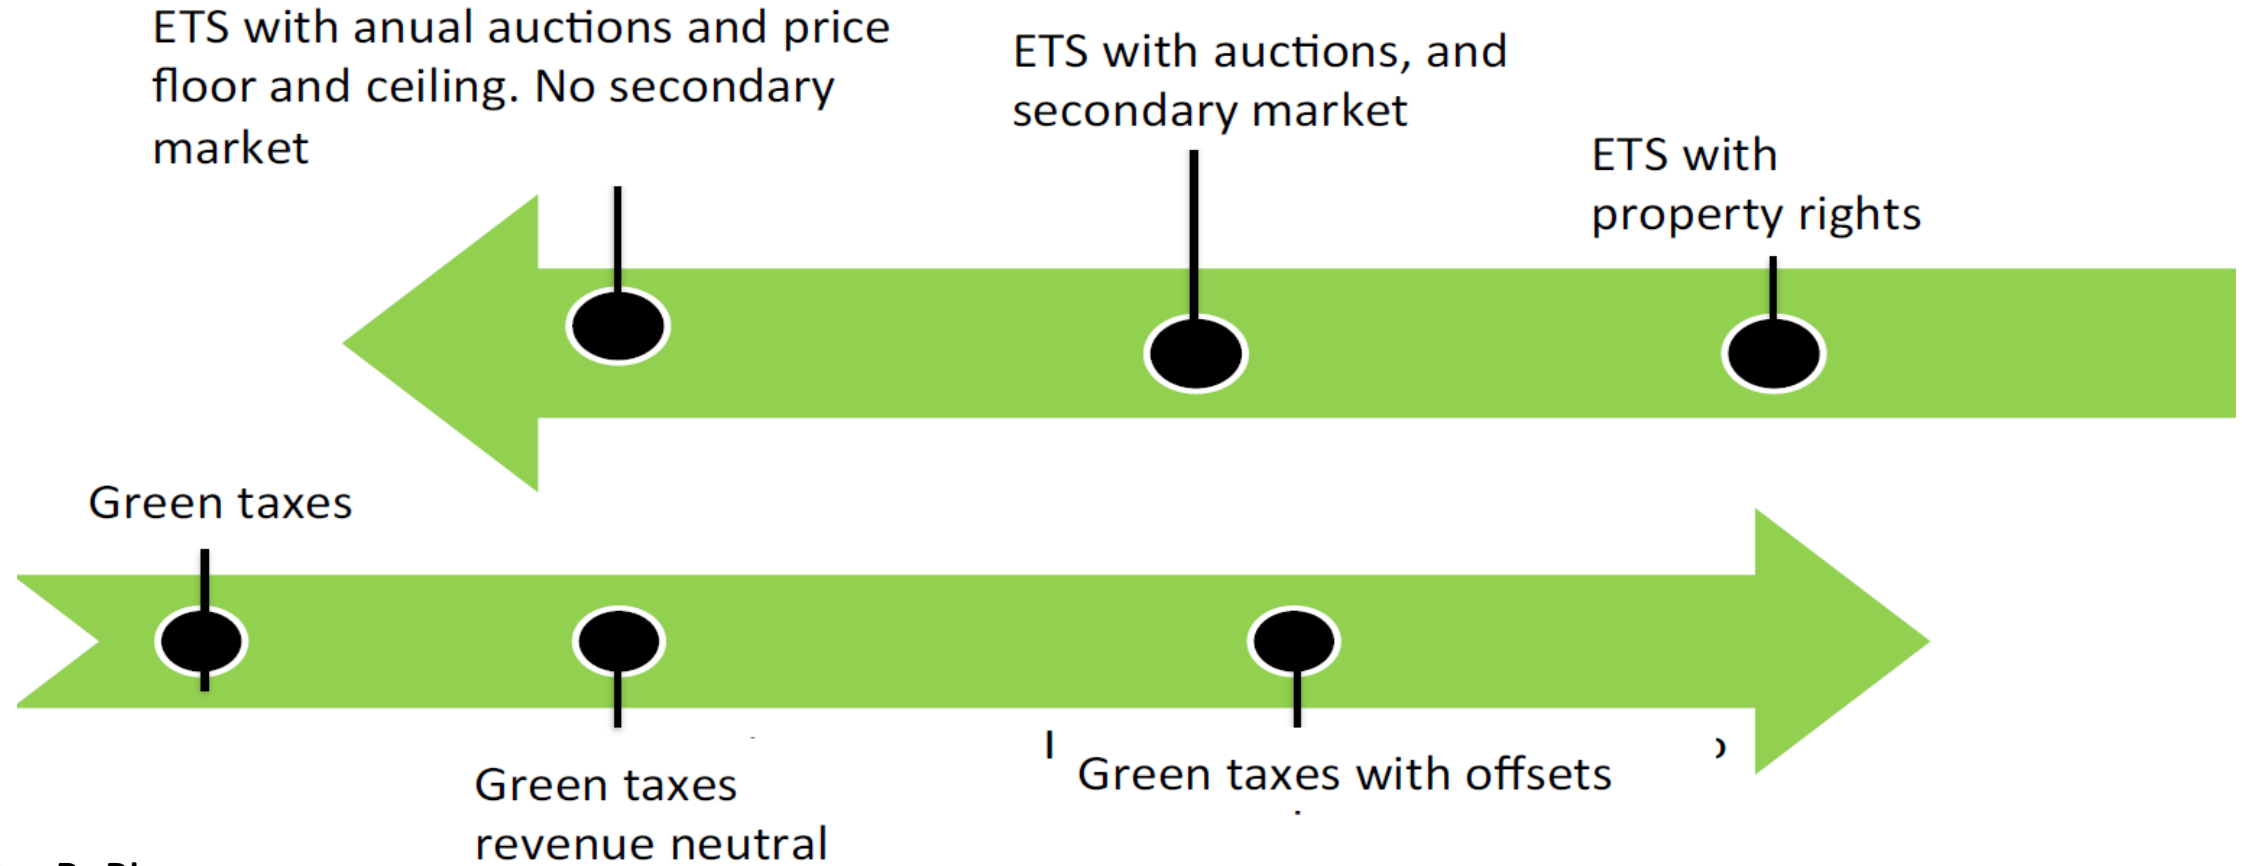 ETS with anual auctions and price
floor and ceiling. No secondary
market
ETS with auctions, and
secondary market
ETS with
property rights
Green taxes
Green taxes
revenue neutral
Green taxes with offsets